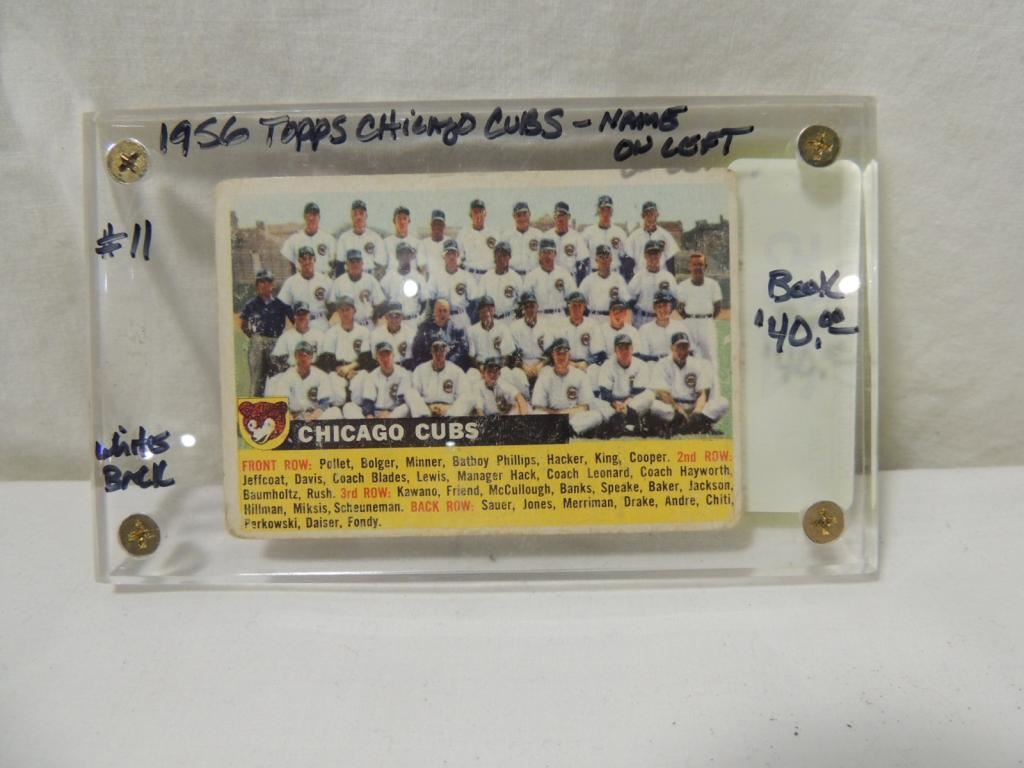 1956 TOPPS CHICAGO CUBS - NAME
ON LEFT
#11
Book
$40.00
White
Back
CHICAGO CUBS
FRONT ROW: Pollet, Bolger, Minner, Batboy Phillips, Hacker, King, Cooper. 2nd ROW:
Jeffcoat, Davis, Coach Blades, Lewis, Manager Hack, Coach Leonard, Coach Hayworth,
Baumholtz, Rush. 3rd ROW: Kawano, Friend, McCullough, Banks, Speake, Baker, Jackson,
Hillman, Miksis, Scheuneman. BACK ROW: Sauer, Jones, Merriman, Drake, Andre, Chiti,
Perkowski, Daiser, Fondy.